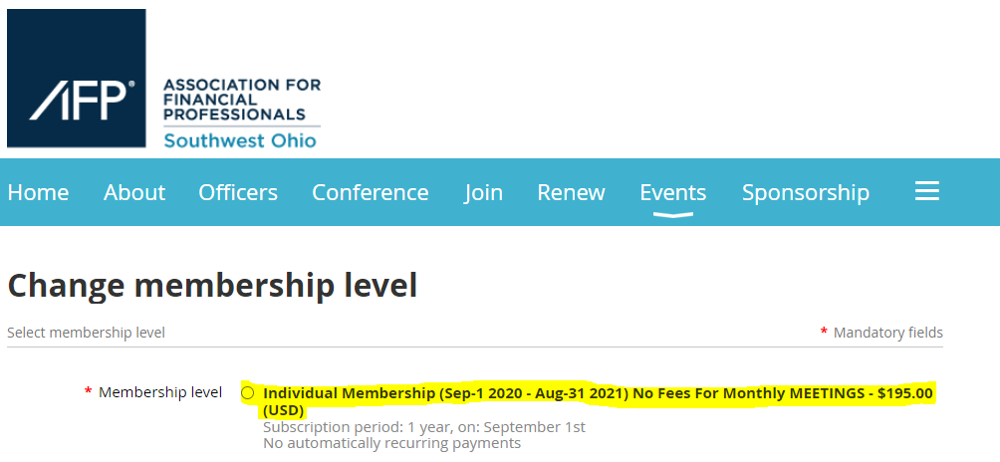 AFP®
ASSOCIATION FOR
FINANCIAL
PROFESSIONALS
Southwest Ohio
Home About Officers Conference Join Renew Events Sponsorship
Change membership level
Select membership level * Mandatory fields
* Membership level Individual Membership (Sep-1 2020 - Aug-31 2021) No Fees For Monthly MEETINGS - $195.00
(USD)
Subscription period: 1 year, on: September 1st
No automatically recurring payments